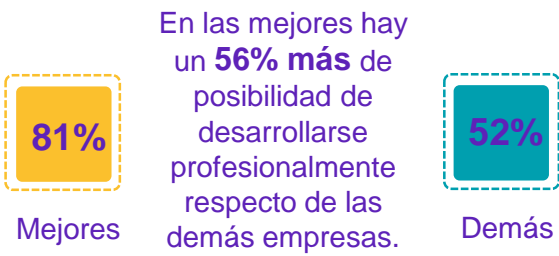 81%
Mejores
En las mejores hay
un 56% más de
posibilidad de
desarrollarse
profesionalmente
respecto de las
demás empresas.
52%
Demás